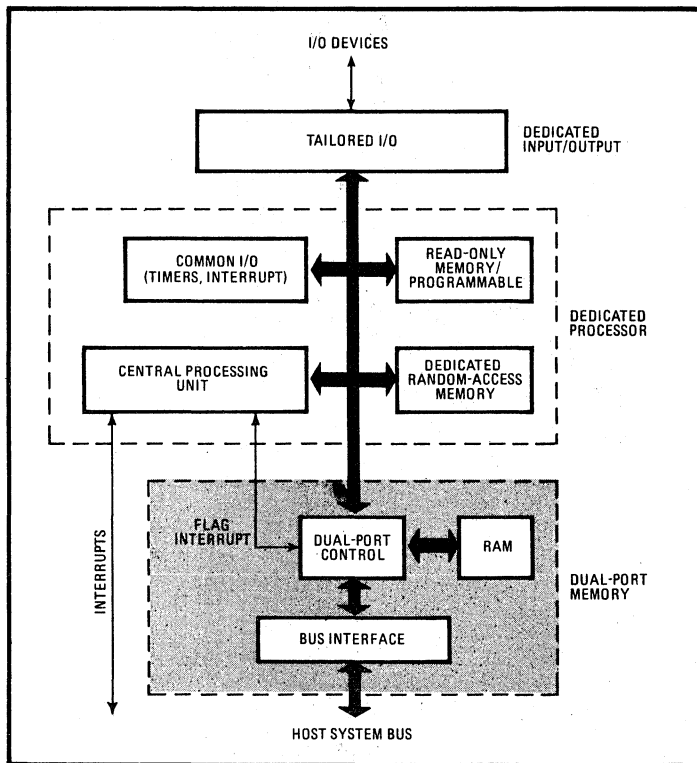 I/O DEVICES
TAILORED I/O
DEDICATED
INPUT/OUTPUT
COMMON I/O
(TIMERS, INTERRUPT)
READ-ONLY
MEMORY/
PROGRAMMABLE
DEDICATED
PROCESSOR
CENTRAL PROCESSING
UNIT
DEDICATED
RANDOM-ACCESS
MEMORY
INTERRUPTS
FLAG
INTERRUPT
DUAL-PORT
CONTROL
RAM
DUAL-PORT
MEMORY
BUS INTERFACE
HOST SYSTEM BUS